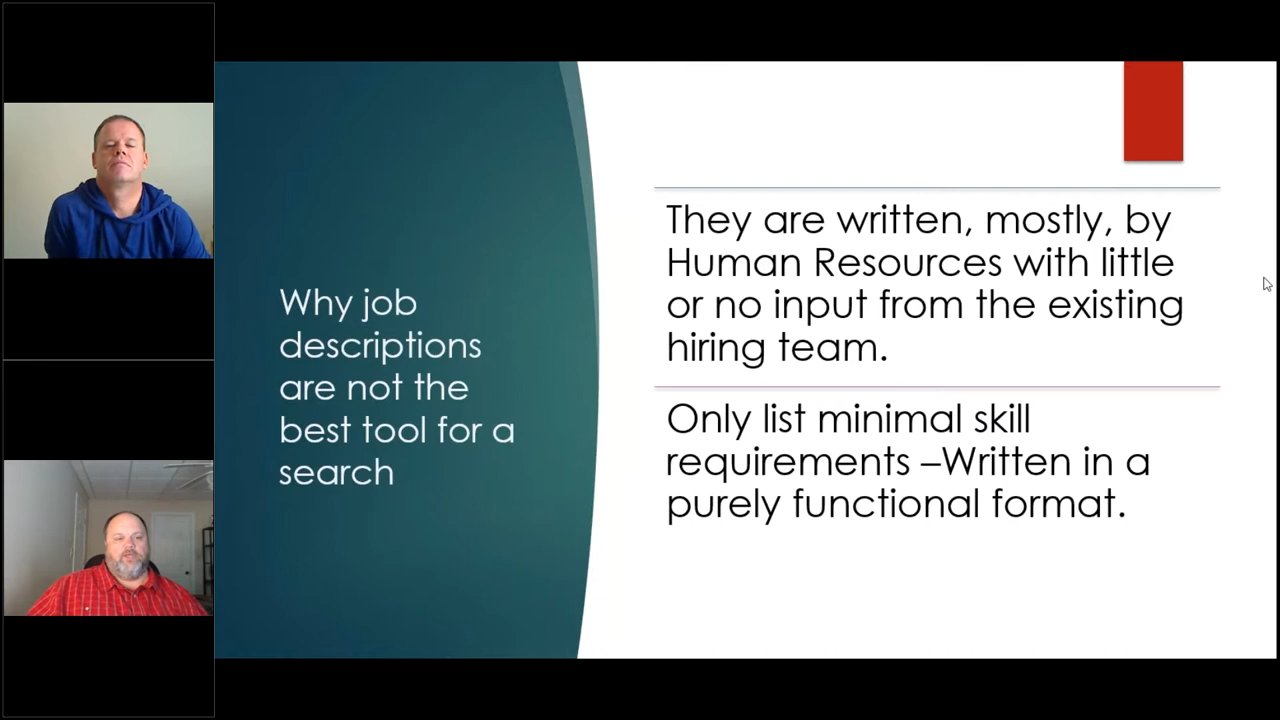 Why job
descriptions
are not the
best tool for a
search
They are written, mostly, by
Human Resources with little
or no input from the existing
hiring team.
Only list minimal skill
requirements –Written in a
purely functional format.